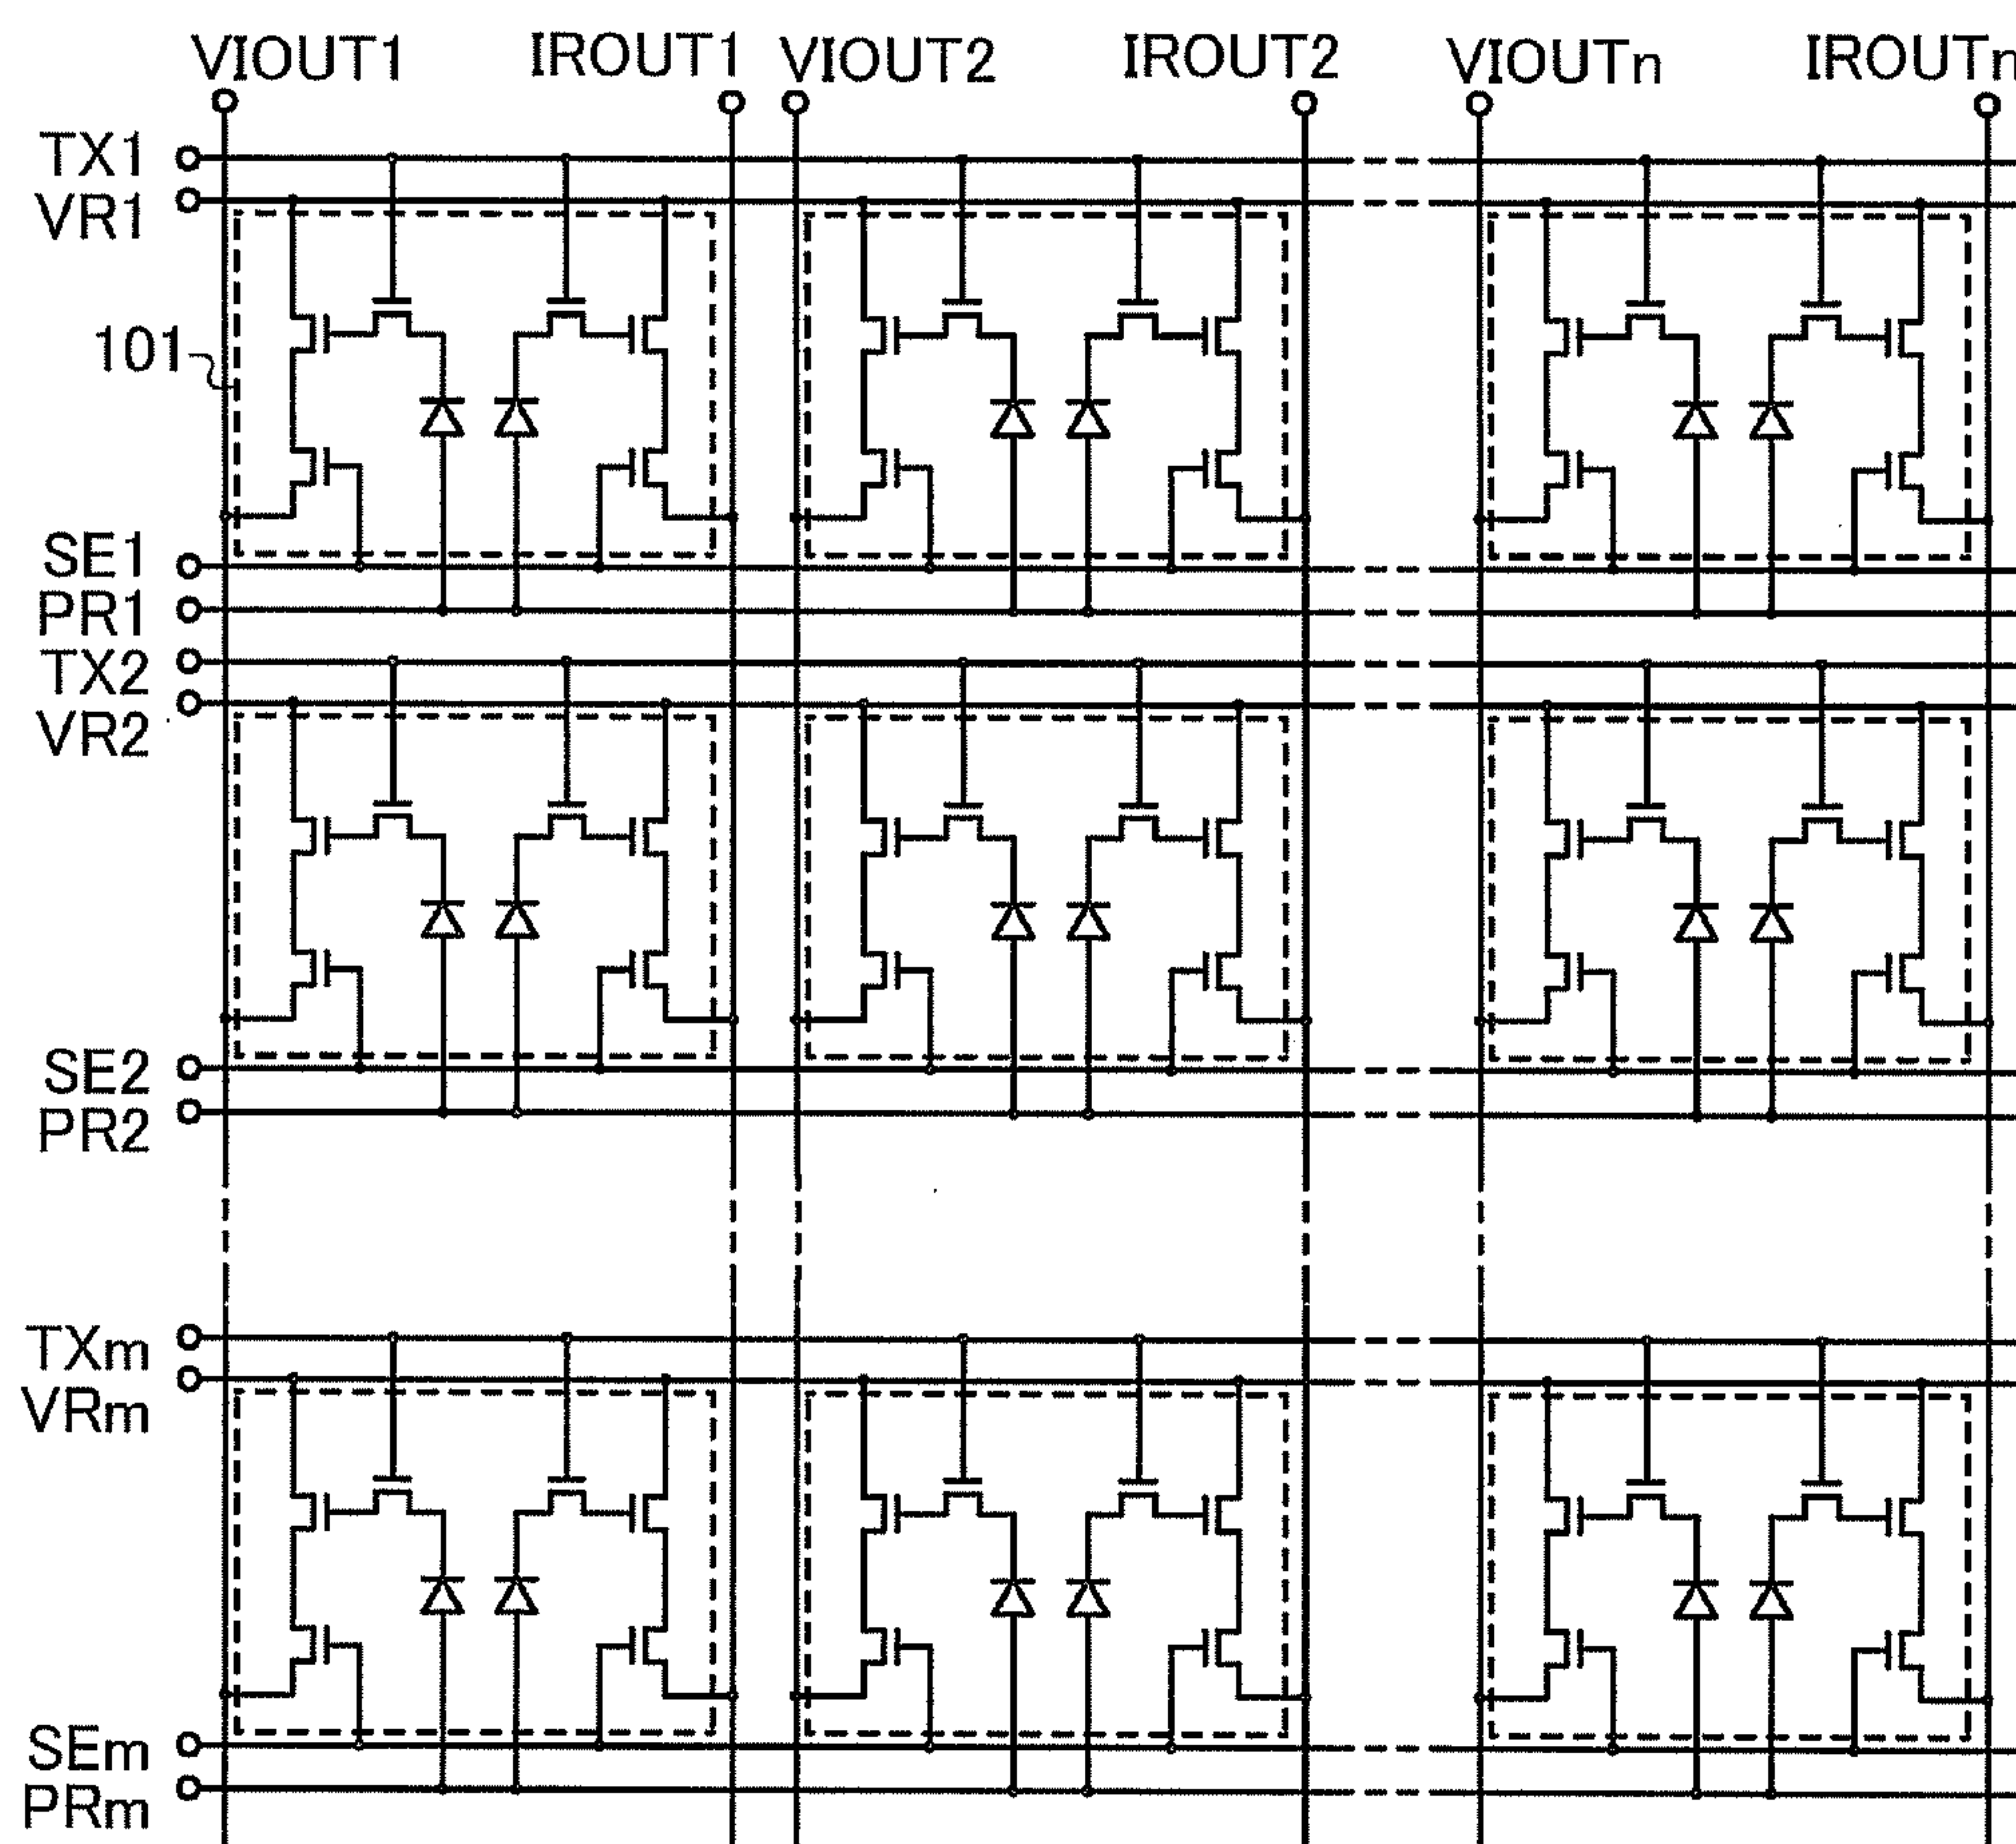 VIOUT1 IROUT1 VIOUT2 IROUT2 VIOUTn IROUTn
TX1
VR1
101
SE1
PR1
TX2
VR2
SE2
PR2
TXm
VRm
SEm
PRm